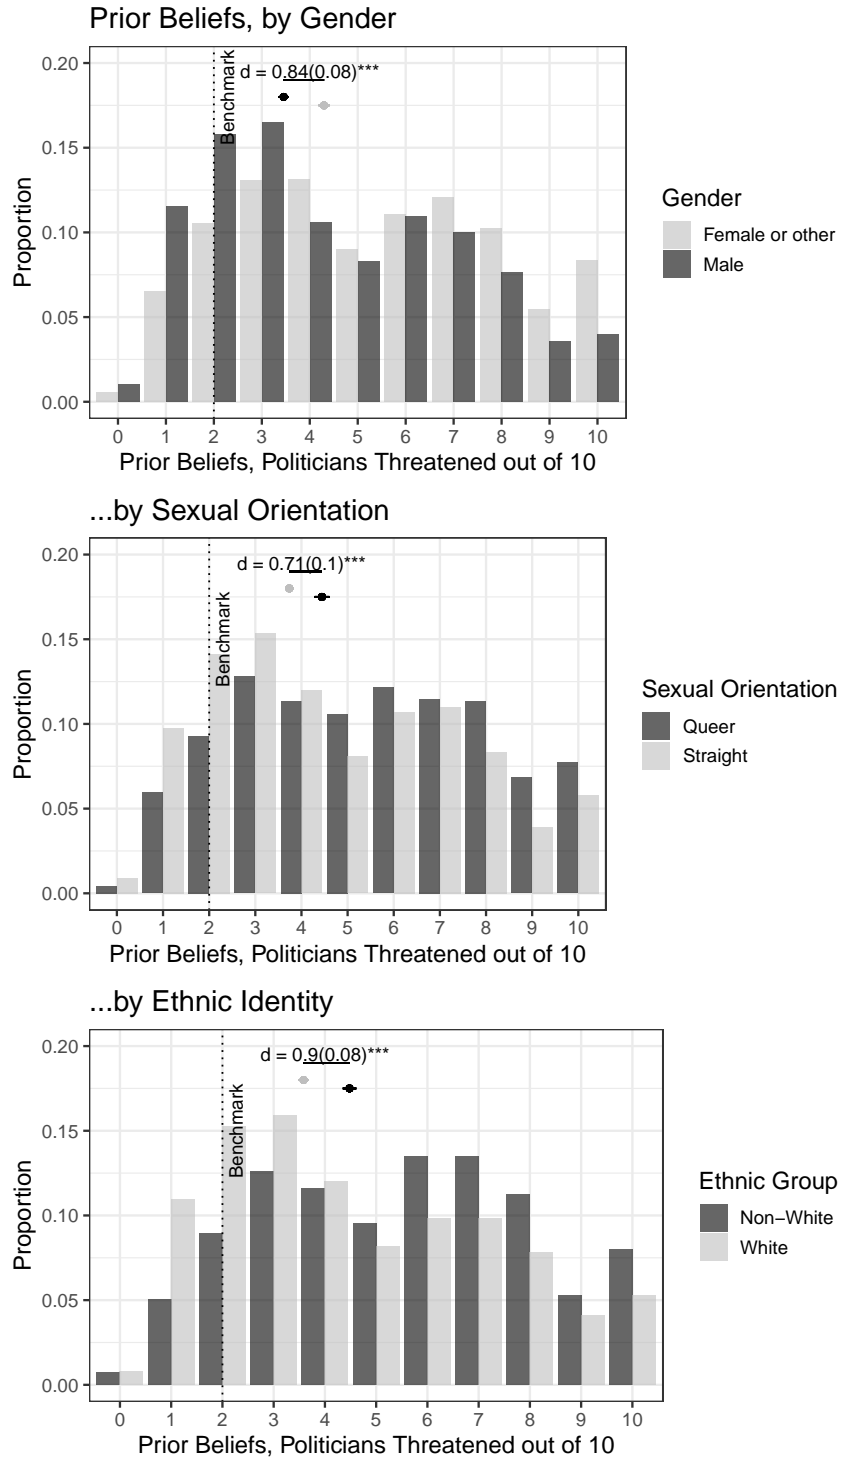 Prior Beliefs, by Gender
0.20
0.15
0.10
0.05
0.00
Proportion
d = 0.84(0.08)***
Benchmark
0 1 2 3 4 5 6 7 8 9 10
Prior Beliefs, Politicians Threatened out of 10
Gender
Female or other
Male
...by Sexual Orientation
0.20
0.15
0.10
0.05
0.00
Proportion
d = 0.71(0.1)***
Benchmark
0 1 2 3 4 5 6 7 8 9 10
Prior Beliefs, Politicians Threatened out of 10
Sexual Orientation
Queer
Straight
...by Ethnic Identity
0.20
0.15
0.10
0.05
0.00
Proportion
d = 0.9(0.08)***
Benchmark
0 1 2 3 4 5 6 7 8 9 10
Prior Beliefs, Politicians Threatened out of 10
Ethnic Group
Non−White
White